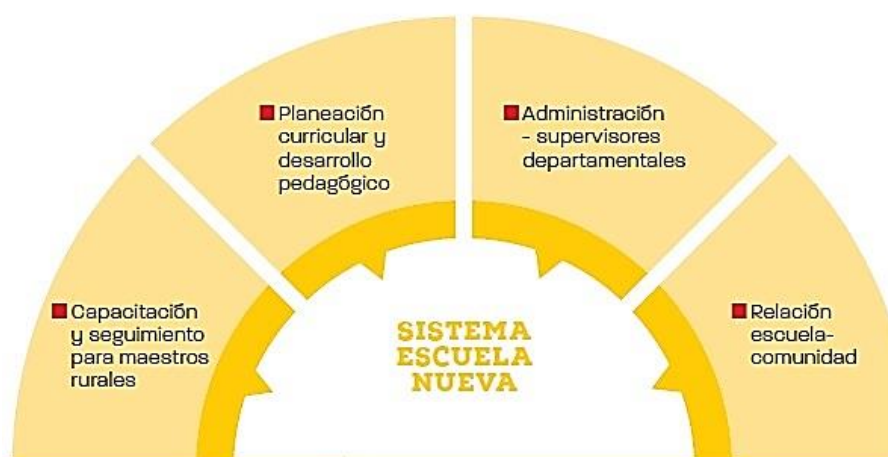 Planeación
curricular y
desarrollo
pedagógico
Administración
- supervisores
departamentales
Capacitación
y seguimiento
para maestros
rurales
SISTEMA
ESCUELA
NUEVA
Relación
escuela-
comunidad